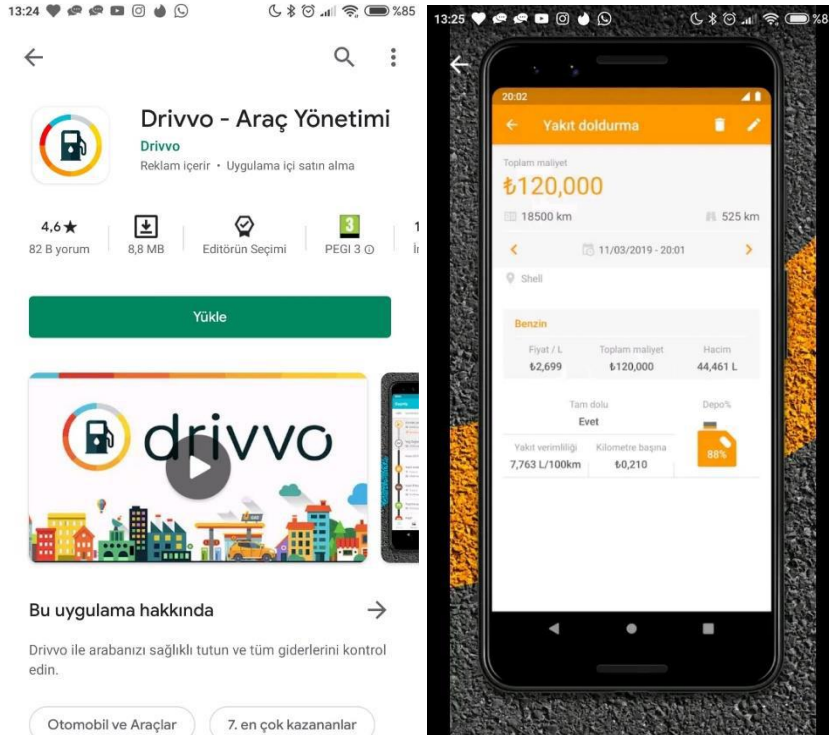 13:24
%85
Drivvo - Araç Yönetimi
Drivvo
Reklam içerir • Uygulama içi satın alma
4,6★
82 B yorum
8,8 MB
Editörün Seçimi
3
PEGI 3
1
Yükle
drivvo
Bu uygulama hakkında
Drivvo ile arabanızı sağlıklı tutun ve tüm giderlerini kontrol
edin.
Otomobil ve Araçlar
7. en çok kazananlar
13:25
%8
20:02
Yakıt doldurma
Toplam maliyet
₺120,000
18500 km
525 km
11/03/2019 - 20:01
Shell
Benzin
Fiyat / L
Toplam maliyet
Hacim
₺2,699
₺120,000
44,461 L
Tam dolu
Depo%
Evet
88%
Yakıt verimliliği
Kilometre başına
7,763 L/100km
₺0,210